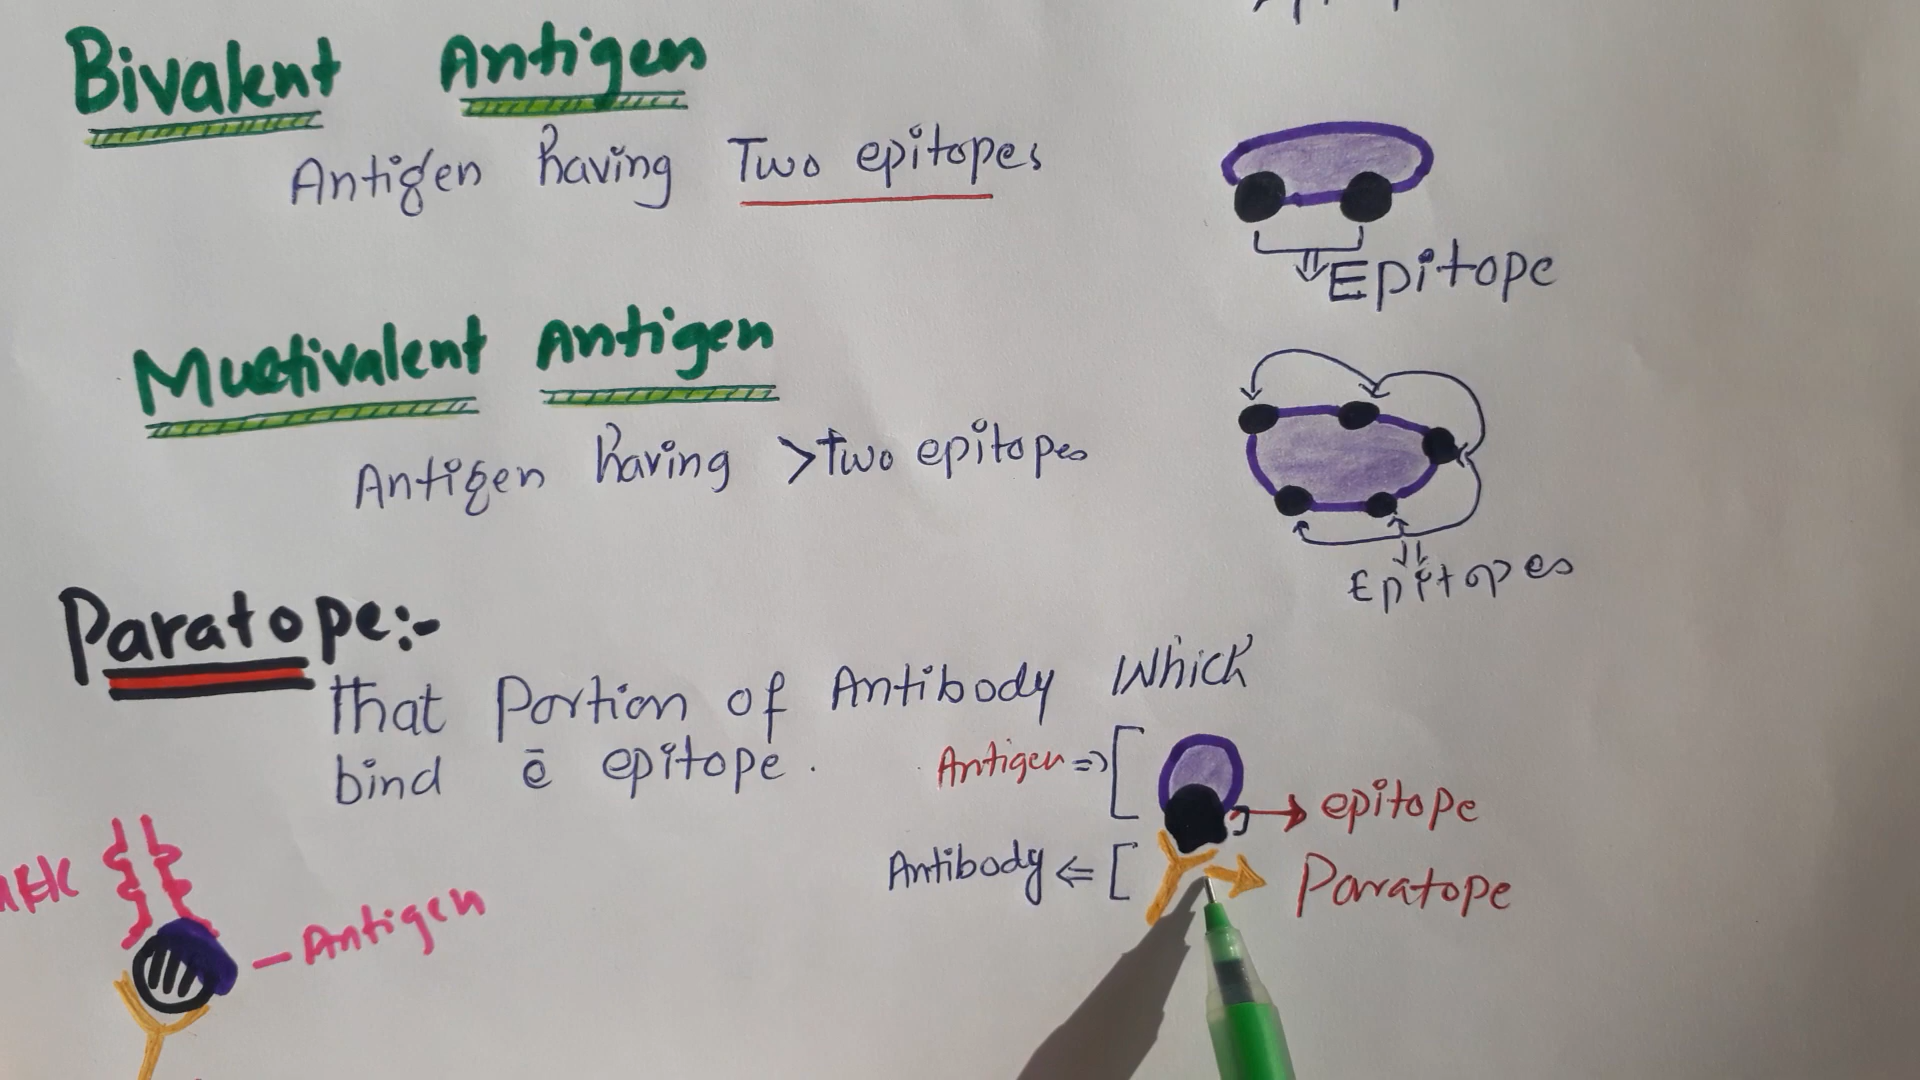 Bivalent Antigen
Antigen having Two epitopes
Epitope
Multivalent Antigen
Antigen having >two epitopes
Epitopes
Paratope:-
that portion of Antibody Which
bind ē epitope.
Antigen =>
epitope
Antibody <=
Paratope
- Antigen